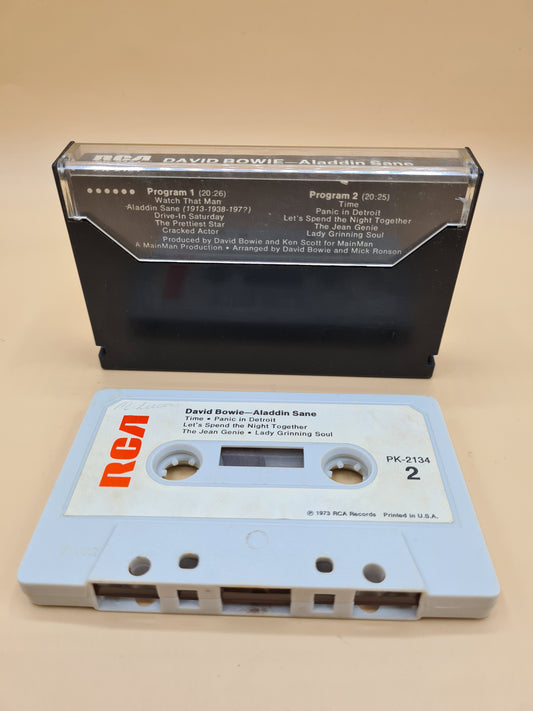 RCA DAVID BOWIE—Aladdin Sane
Program 1 (20:26)
Watch That Man
Aladdin Sane (1913-1938-197?)
Drive-In Saturday
The Prettiest Star
Cracked Actor
Program 2 (20:25)
Time
Panic in Detroit
Let's Spend the Night Together
The Jean Genie
Lady Grinning Soul
Produced by David Bowie and Ken Scott for MainMan
A MainMan Production • Arranged by David Bowie and Mick Ronson
RCA
David Bowie—Aladdin Sane
Time • Panic in Detroit
Let's Spend the Night Together
The Jean Genie • Lady Grinning Soul
PK-2134
2
℗ 1973 RCA Records Printed in U.S.A.